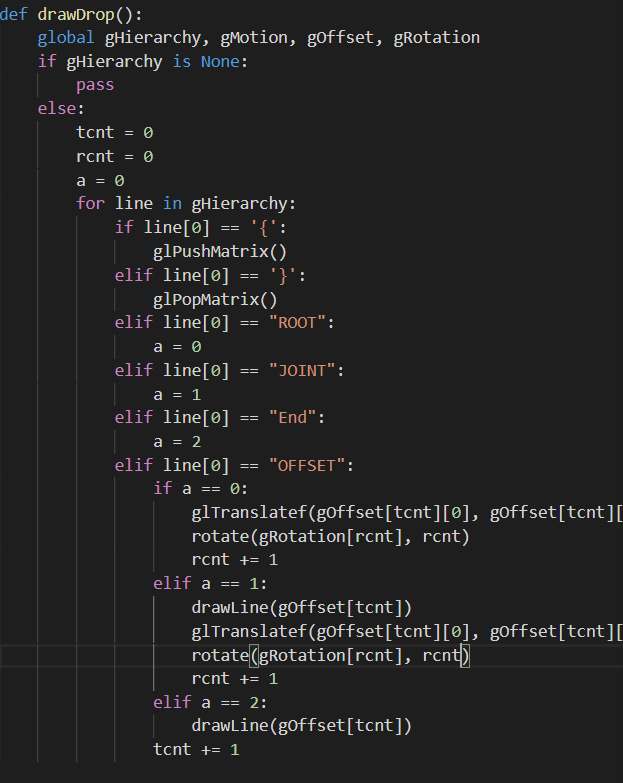 def drawDrop():
    global gHierarchy, gMotion, gOffset, gRotation
    if gHierarchy is None:
        pass
    else:
        tcnt = 0
        rcnt = 0
        a = 0
        for line in gHierarchy:
            if line[0] == '{':
                glPushMatrix()
            elif line[0] == '}':
                glPopMatrix()
            elif line[0] == "ROOT":
                a = 0
            elif line[0] == "JOINT":
                a = 1
            elif line[0] == "End":
                a = 2
            elif line[0] == "OFFSET":
                if a == 0:
                    glTranslatef(gOffset[tcnt][0], gOffset[tcnt][
                    rotate(gRotation[rcnt], rcnt)
                    rcnt += 1
                elif a == 1:
                    drawLine(gOffset[tcnt])
                    glTranslatef(gOffset[tcnt][0], gOffset[tcnt][
                    rotate(gRotation[rcnt], rcnt)
                    rcnt += 1
                elif a == 2:
                    drawLine(gOffset[tcnt])
                tcnt += 1